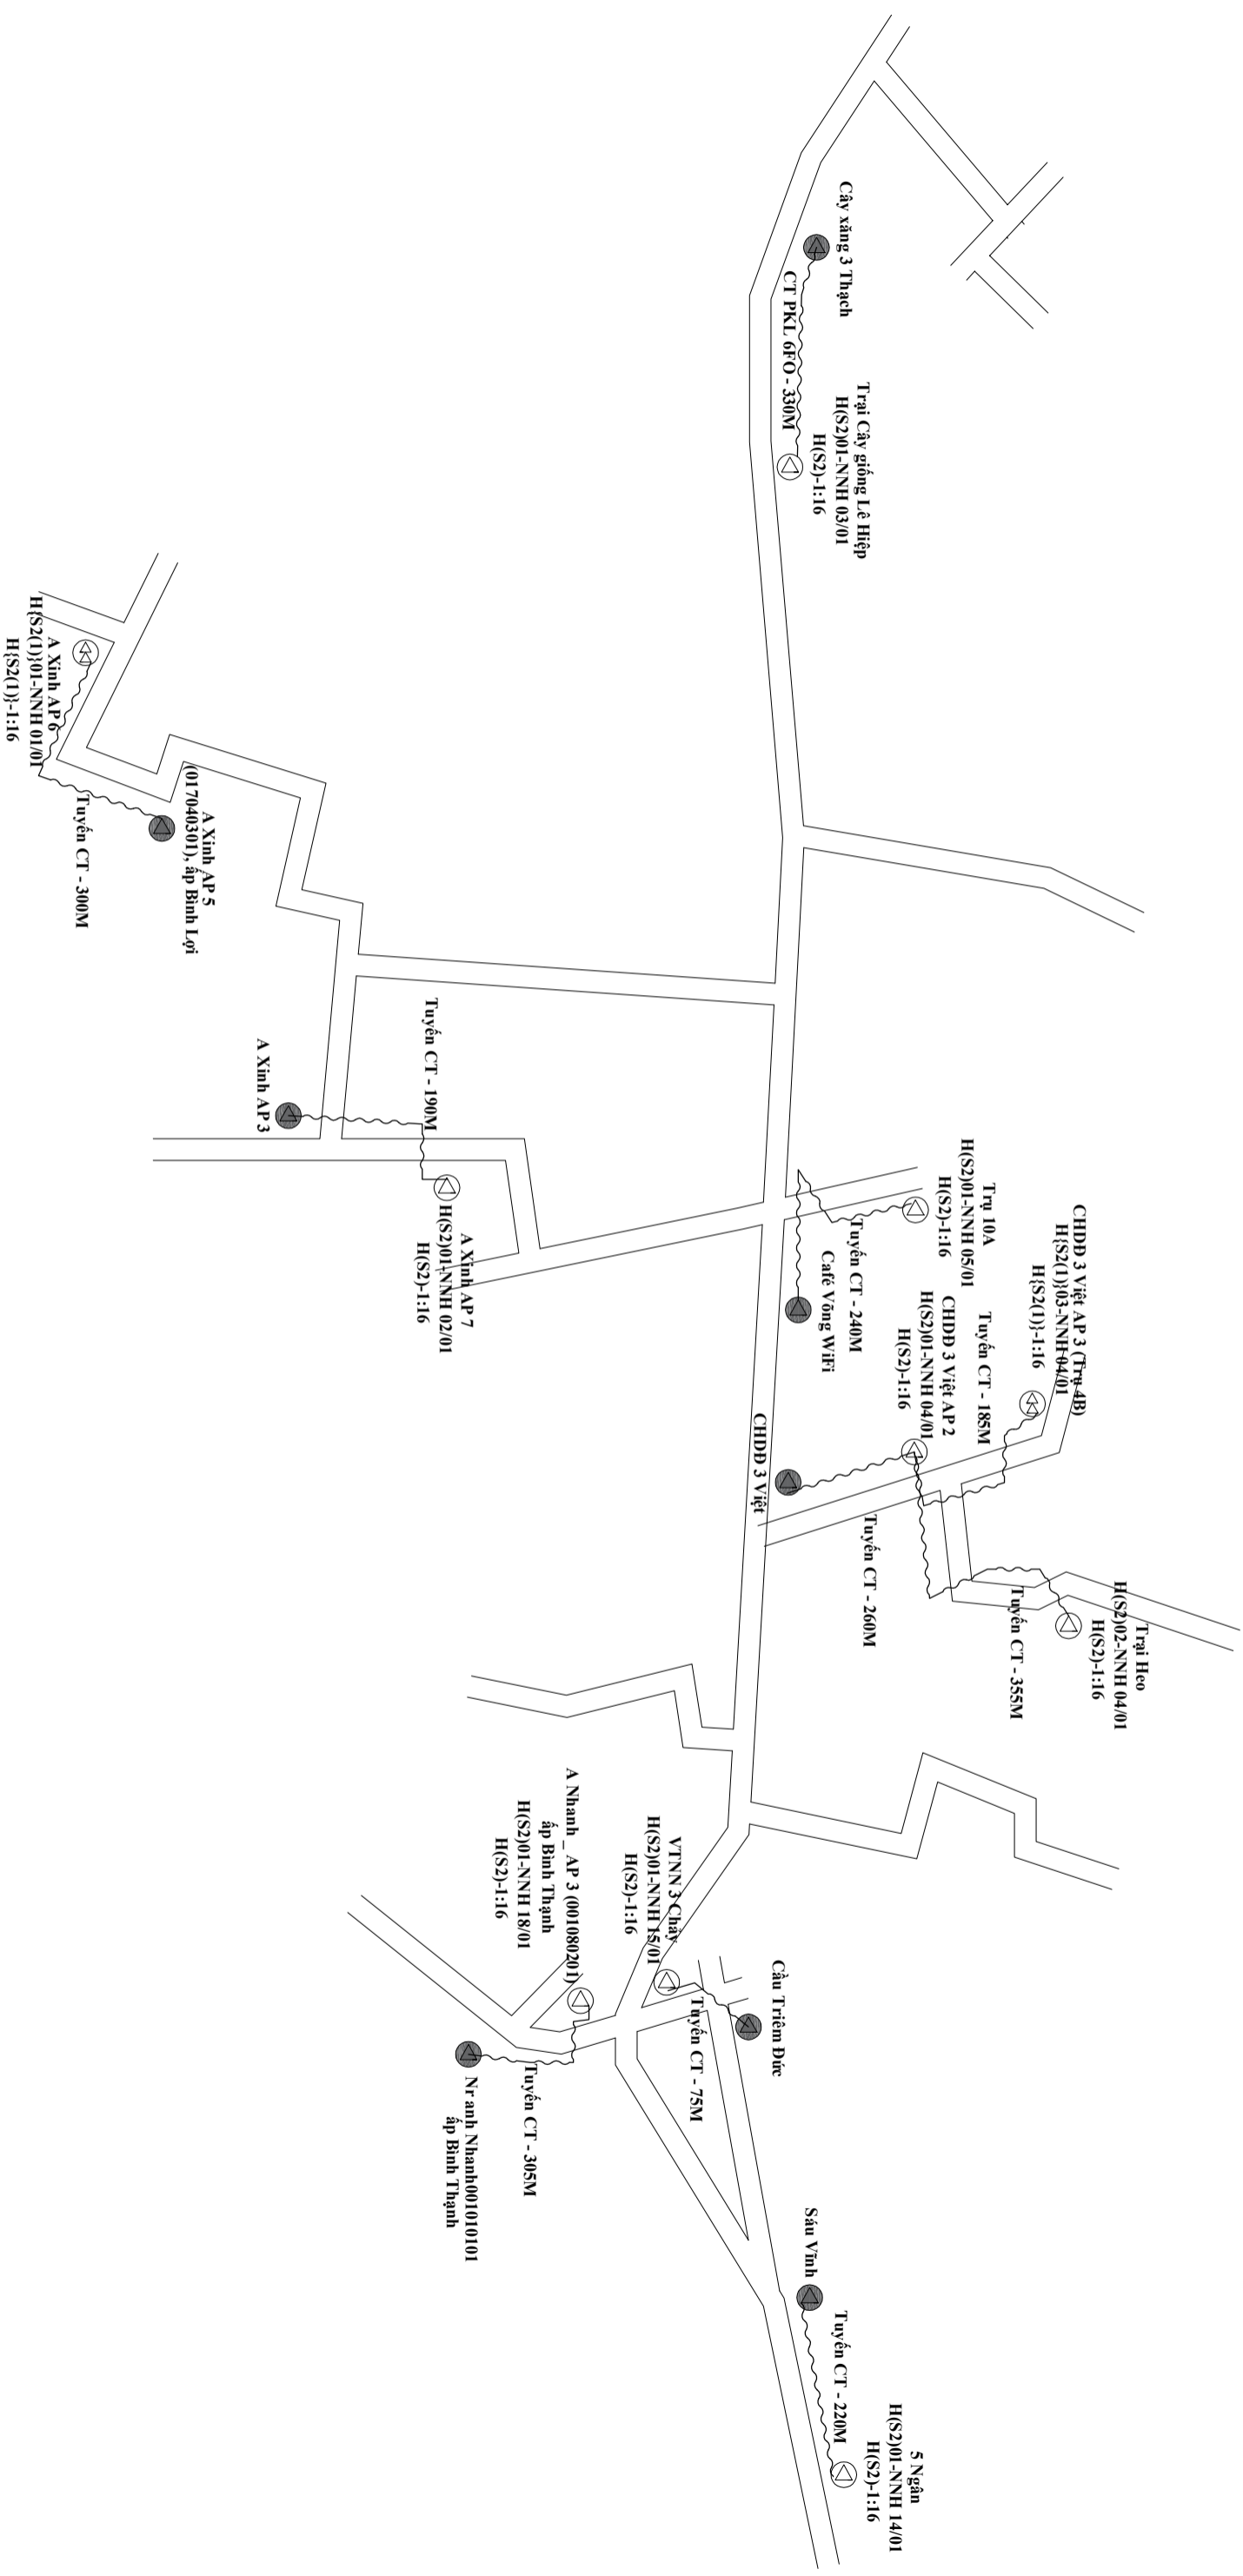 Cây xăng 3 Thạch
CT PKL 6FO - 330M
Trại Cây giống Lê Hiệp
H(S2)01-NNH 03/01
H(S2)-1:16
A Xinh AP 6
H{S2(1)}01-NNH 01/01
H{S2(1)}-1:16
Tuyến CT - 300M
A Xinh AP 5
(017040301), ấp Bình Lợi
Tuyến CT - 190M
A Xinh AP 3
A Xinh AP 7
H(S2)01-NNH 02/01
H(S2)-1:16
Trụ 10A
H(S2)01-NNH 05/01
H(S2)-1:16
Tuyến CT - 240M
Café Võng WiFi
CHDĐ 3 Việt AP 3 (Trụ 4B)
H{S2(1)}03-NNH 04/01
H{S2(1)}-1:16
Tuyến CT - 185M
CHDĐ 3 Việt AP 2
H(S2)01-NNH 04/01
H(S2)-1:16
CHDĐ 3 Việt
Tuyến CT - 260M
Tuyến CT - 355M
Trại Heo
H(S2)02-NNH 04/01
H(S2)-1:16
A Nhanh _ AP 3 (001080201)
ấp Bình Thạnh
H(S2)01-NNH 18/01
H(S2)-1:16
VTNN 3 Chày
H(S2)01-NNH 15/01
H(S2)-1:16
Cầu Triêm Đức
Tuyến CT - 75M
Tuyến CT - 305M
Nr anh Nhanh001010101
ấp Bình Thạnh
Sáu Vĩnh
Tuyến CT - 220M
5 Ngân
H(S2)01-NNH 14/01
H(S2)-1:16